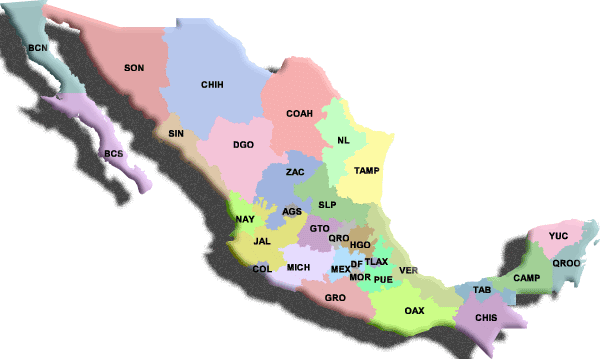 BCN
SON
CHIH
COAH
BCS
SIN
DGO
NL
TAMP
ZAC
SLP
NAY
AGS
GTO
QRO
HGO
JAL
COL
MICH
MEX
DF
TLAX
MOR
PUE
VER
GRO
OAX
TAB
CHIS
CAMP
YUC
QROO